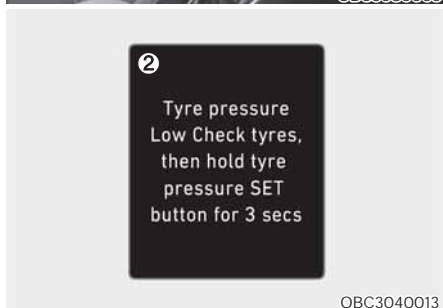 ②
Tyre pressure
Low Check tyres,
then hold tyre
pressure SET
button for 3 secs
OBC3040013